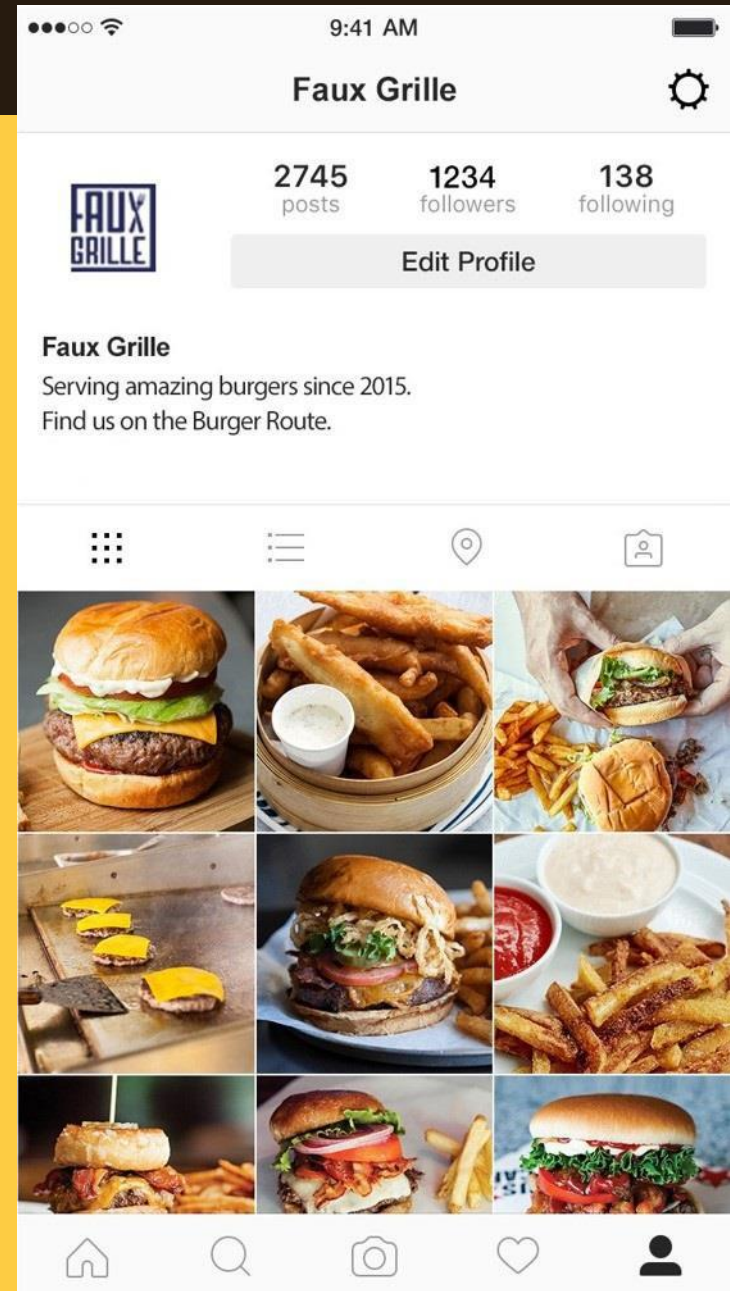 9:41 AM
Faux Grille
2745 1234 138
posts followers following
FAUX
GRILLE
Edit Profile
Faux Grille
Serving amazing burgers since 2015.
Find us on the Burger Route.